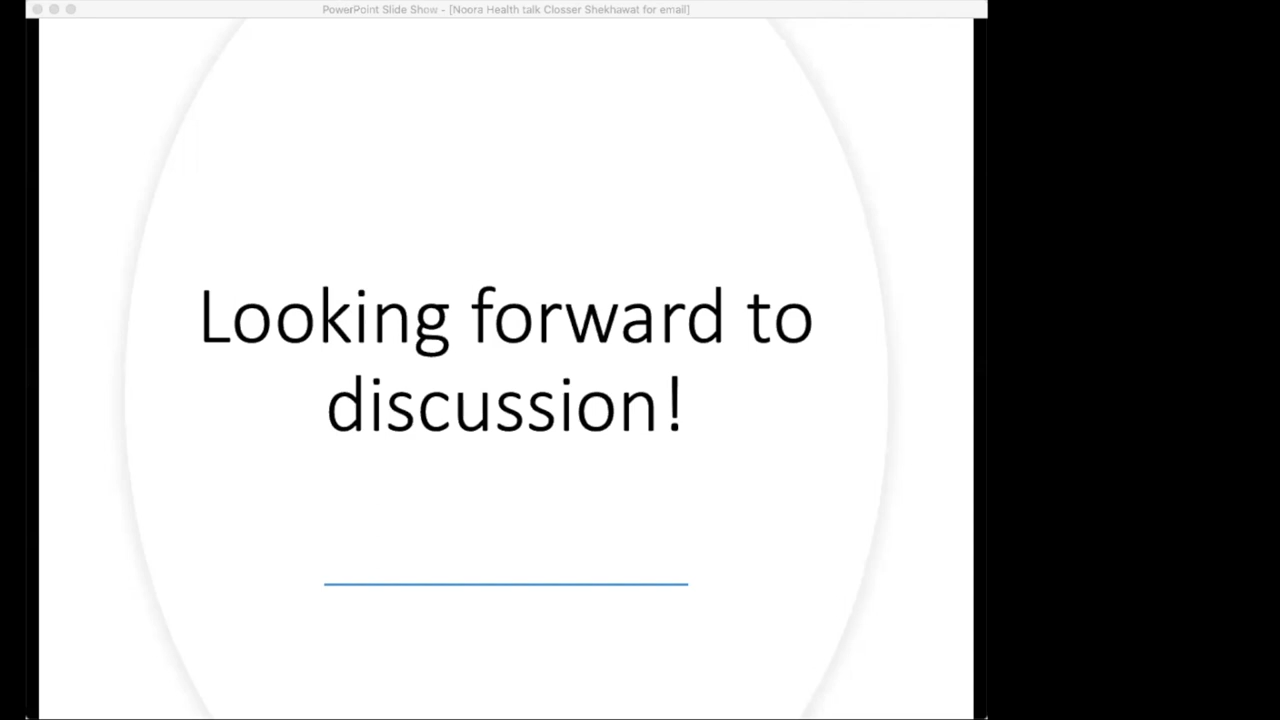 PowerPoint Slide Show - [Noora Health talk Closser Shekhawat for email]
Looking forward to
discussion!